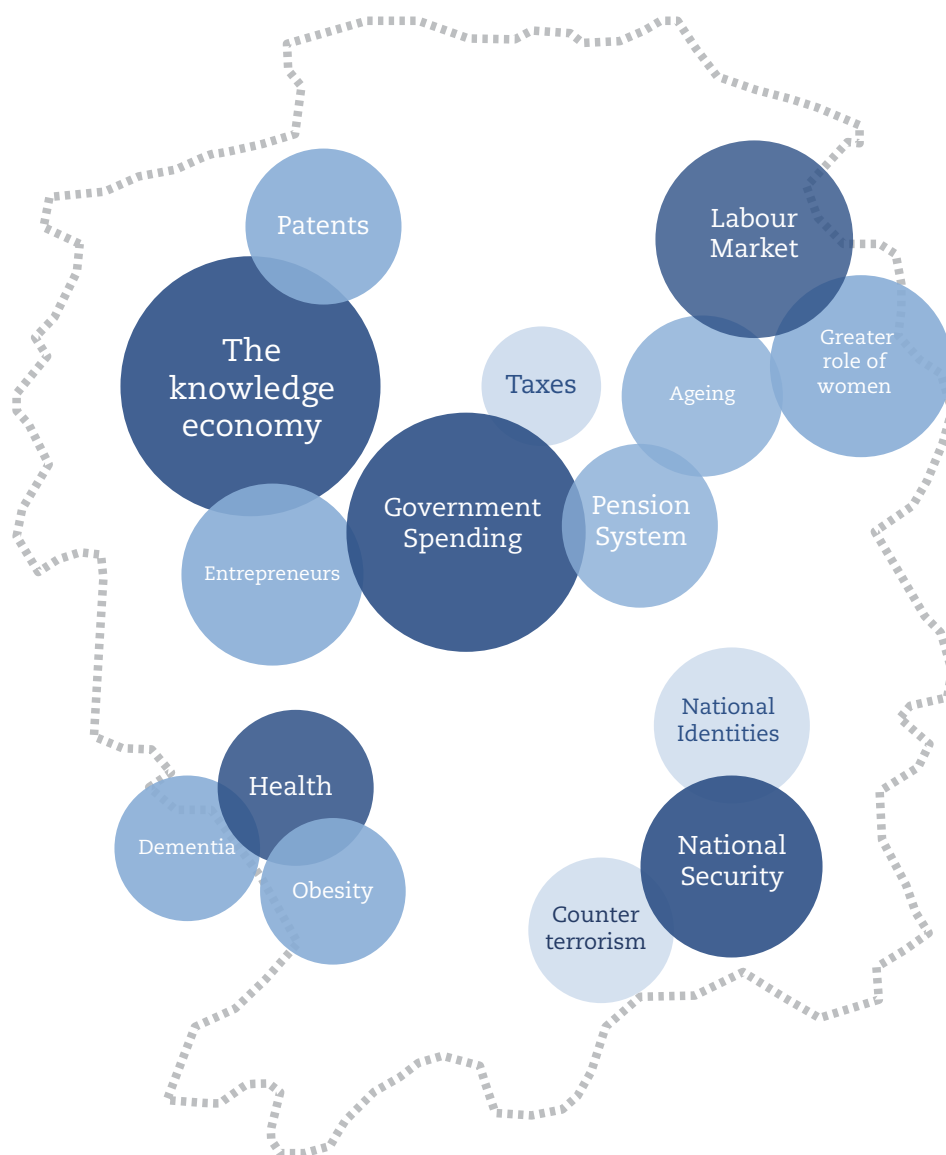 Patents
Labour
Market
The
knowledge
economy
Taxes
Ageing
Greater
role of
women
Government
Spending
Pension
System
Entrepreneurs
National
Identities
Health
Dementia
Obesity
National
Security
Counter
terrorism